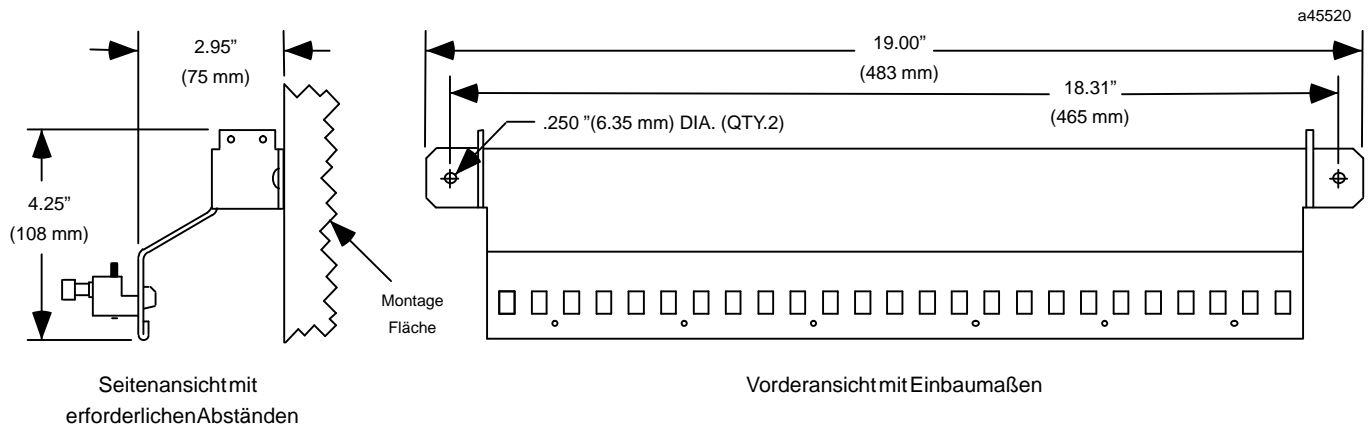 a45520
2.95”
(75 mm)
19.00”
(483 mm)
18.31”
(465 mm)
.250 ”(6.35 mm) DIA. (QTY.2)
4.25”
(108 mm)
Montage
Fläche
Seitenansicht mit
erforderlichen Abständen
Vorderansicht mit Einbaumaßen